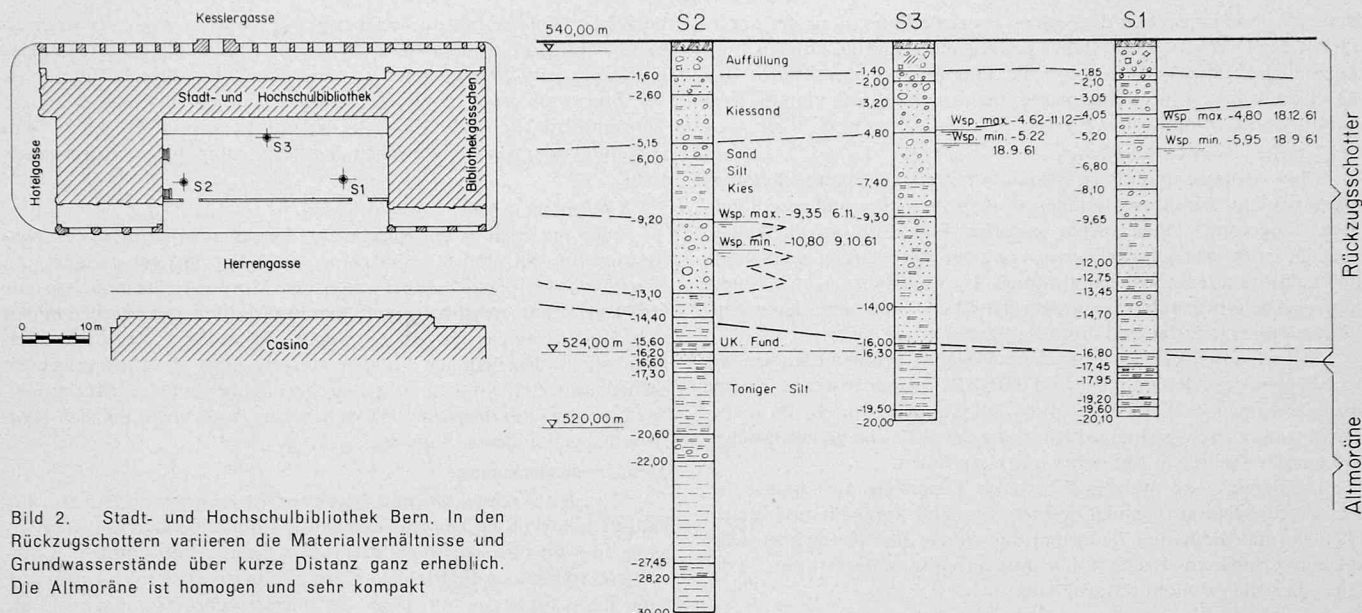 Kesslergasse
Stadt- und Hochschulbibliothek
Hotelgasse
Bibliothekgässchen
S3
S2
S1
Herrengasse
0 10 m
Casino
Bild 2. Stadt- und Hochschulbibliothek Bern. In den
Rückzugschottern variieren die Materialverhältnisse und
Grundwasserstände über kurze Distanz ganz erheblich.
Die Altmoräne ist homogen und sehr kompakt
540,00 m
524,00 m
520,00 m
S2
-1,60
-2,60
-5,15
-6,00
-9,20
-13,10
-14,40
-15,60
-16,20
-16,60
-17,30
-20,60
-22,00
-27,45
-28,20
-30,00
Auffüllung
Kiessand
Sand
Silt
Kies
Wsp. max. -9,35 6.11.
Wsp. min. -10,80 9.10.61
UK. Fund.
Toniger Silt
S3
-1,40
-2,00
-3,20
-4,80
-7,40
-9,30
-14,00
-16,00
-16,30
-19,50
-20,00
Wsp. max. -4.62-11.12
Wsp. min. -5.22
18.9.61
S1
-1,85
-2,10
-3,05
-4,05
-5,20
-6,80
-8,10
-9,65
-12,00
-12,75
-13,45
-14,70
-16,80
-17,45
-17,95
-19,20
-19,60
-20,10
Wsp. max. -4,80 18.12.61
Wsp. min. -5,95 18.9.61
Rückzugsschotter
Altmoräne